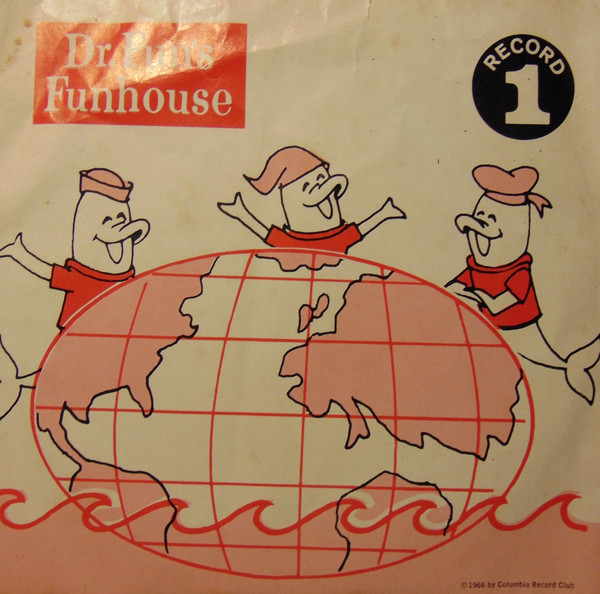 Dr. Fun's
Funhouse
RECORD
1
© 1966 by Columbia Record Club